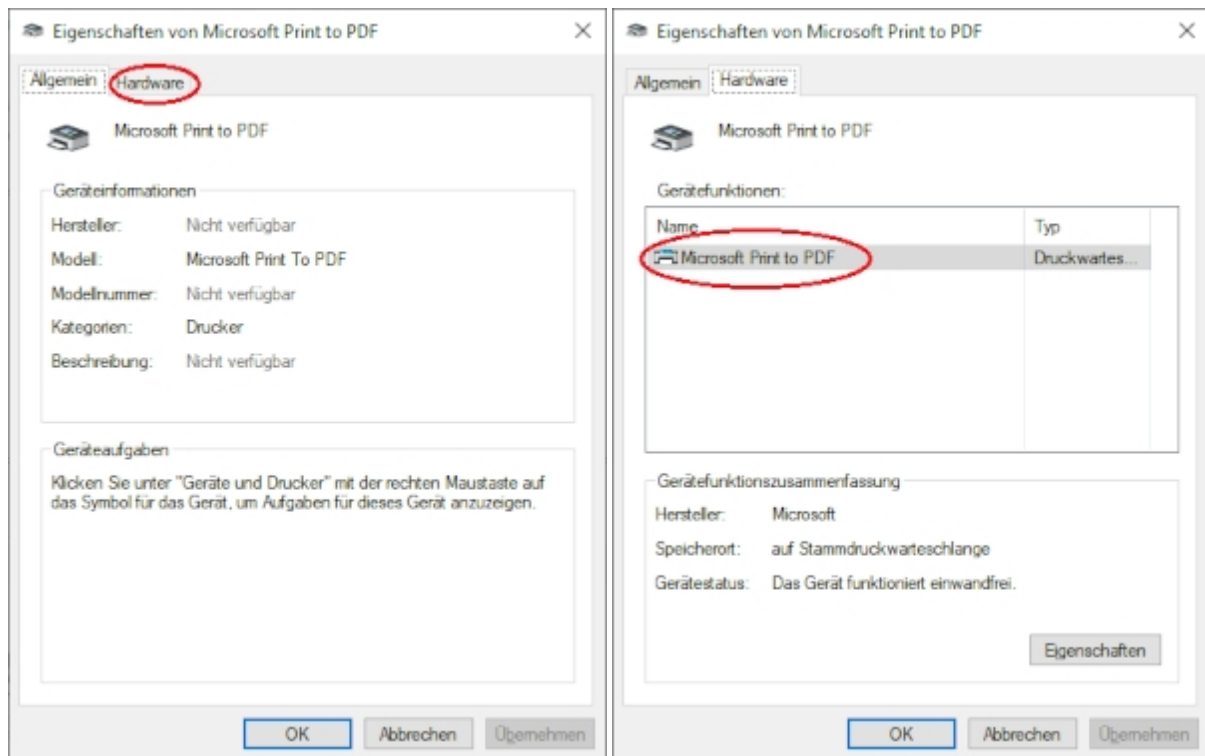 Eigenschaften von Microsoft Print to PDF
Allgemein Hardware
Microsoft Print to PDF
Geräteinformationen
Hersteller: Nicht verfügbar
Modell: Microsoft Print To PDF
Modellnummer: Nicht verfügbar
Kategorien: Drucker
Beschreibung: Nicht verfügbar
Geräteaufgaben
Klicken Sie unter "Geräte und Drucker" mit der rechten Maustaste auf
das Symbol für das Gerät, um Aufgaben für dieses Gerät anzuzeigen.
OK Abbrechen Übernehmen
Eigenschaften von Microsoft Print to PDF
Allgemein Hardware
Microsoft Print to PDF
Gerätefunktionen:
Name Typ
Microsoft Print to PDF Druckwartes...
Gerätefunktionszusammenfassung
Hersteller: Microsoft
Speicherort: auf Stammdruckwarteschlange
Gerätestatus: Das Gerät funktioniert einwandfrei.
Eigenschaften
OK Abbrechen Übernehmen